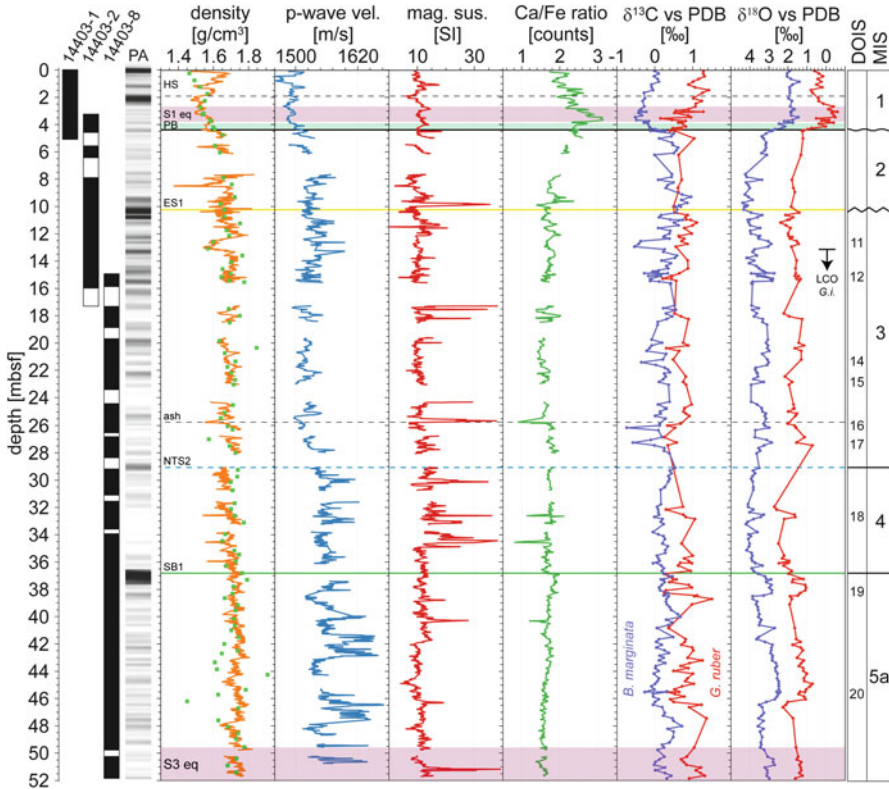 14403-1
14403-2
14403-8
PA
density
[g/cm³]
1.4 1.6 1.8
p-wave vel.
[m/s]
1500 1620
mag. sus.
[SI]
10 30
Ca/Fe ratio
[counts]
1 2 3
δ¹³C vs PDB
[‰]
-1 0 1
δ¹⁸O vs PDB
[‰]
4 3 2 1 0
DOIS
MIS
depth [mbsf]
0
2
4
6
8
10
12
14
16
18
20
22
24
26
28
30
32
34
36
38
40
42
44
46
48
50
52
HS
S1 eq
PB
ES1
ash
NTS2
SB1
S3 eq
B. marginata
G. ruber
LCO
G.i.
11
12
14
15
16
17
18
19
20
1
2
3
4
5a